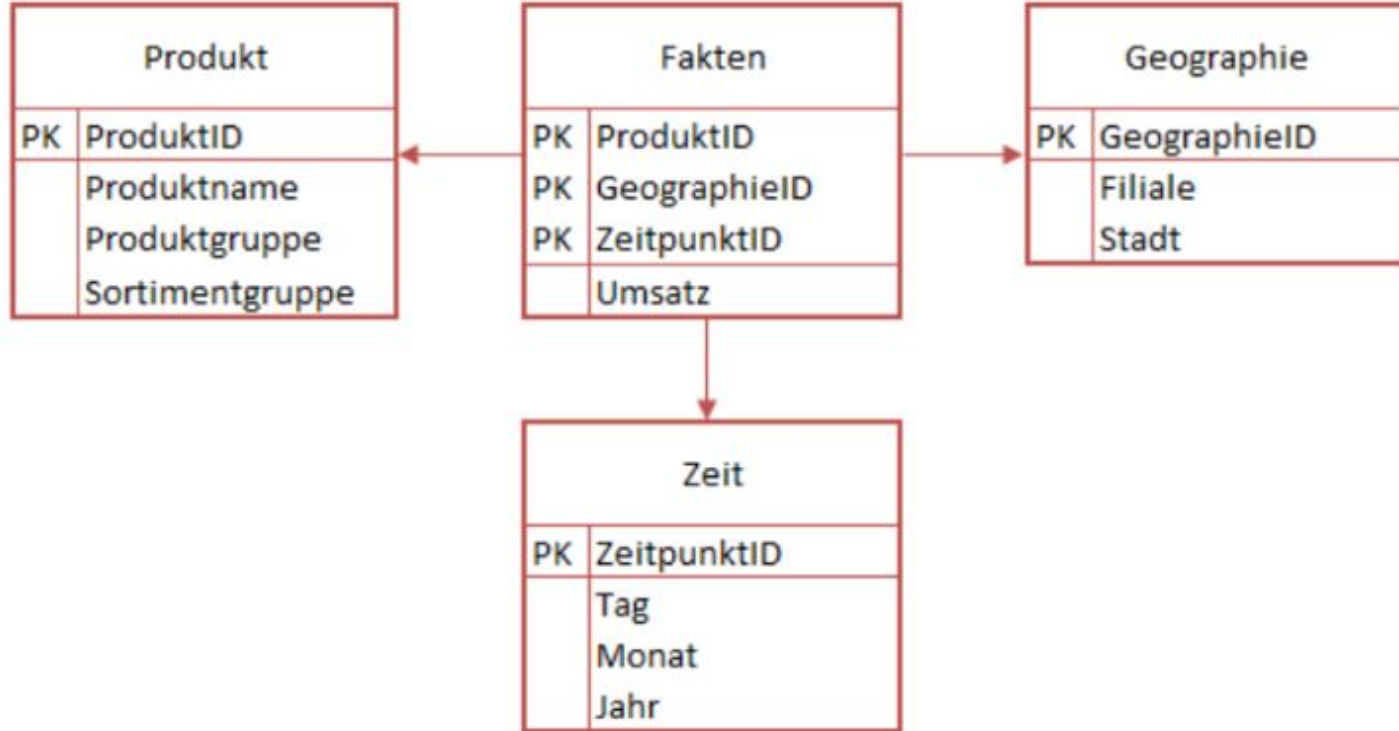 Produkt
PK ProduktID
Produktname
Produktgruppe
Sortimentgruppe
Fakten
PK ProduktID
PK GeographieID
PK ZeitpunktID
Umsatz
Geographie
PK GeographieID
Filiale
Stadt
Zeit
PK ZeitpunktID
Tag
Monat
Jahr